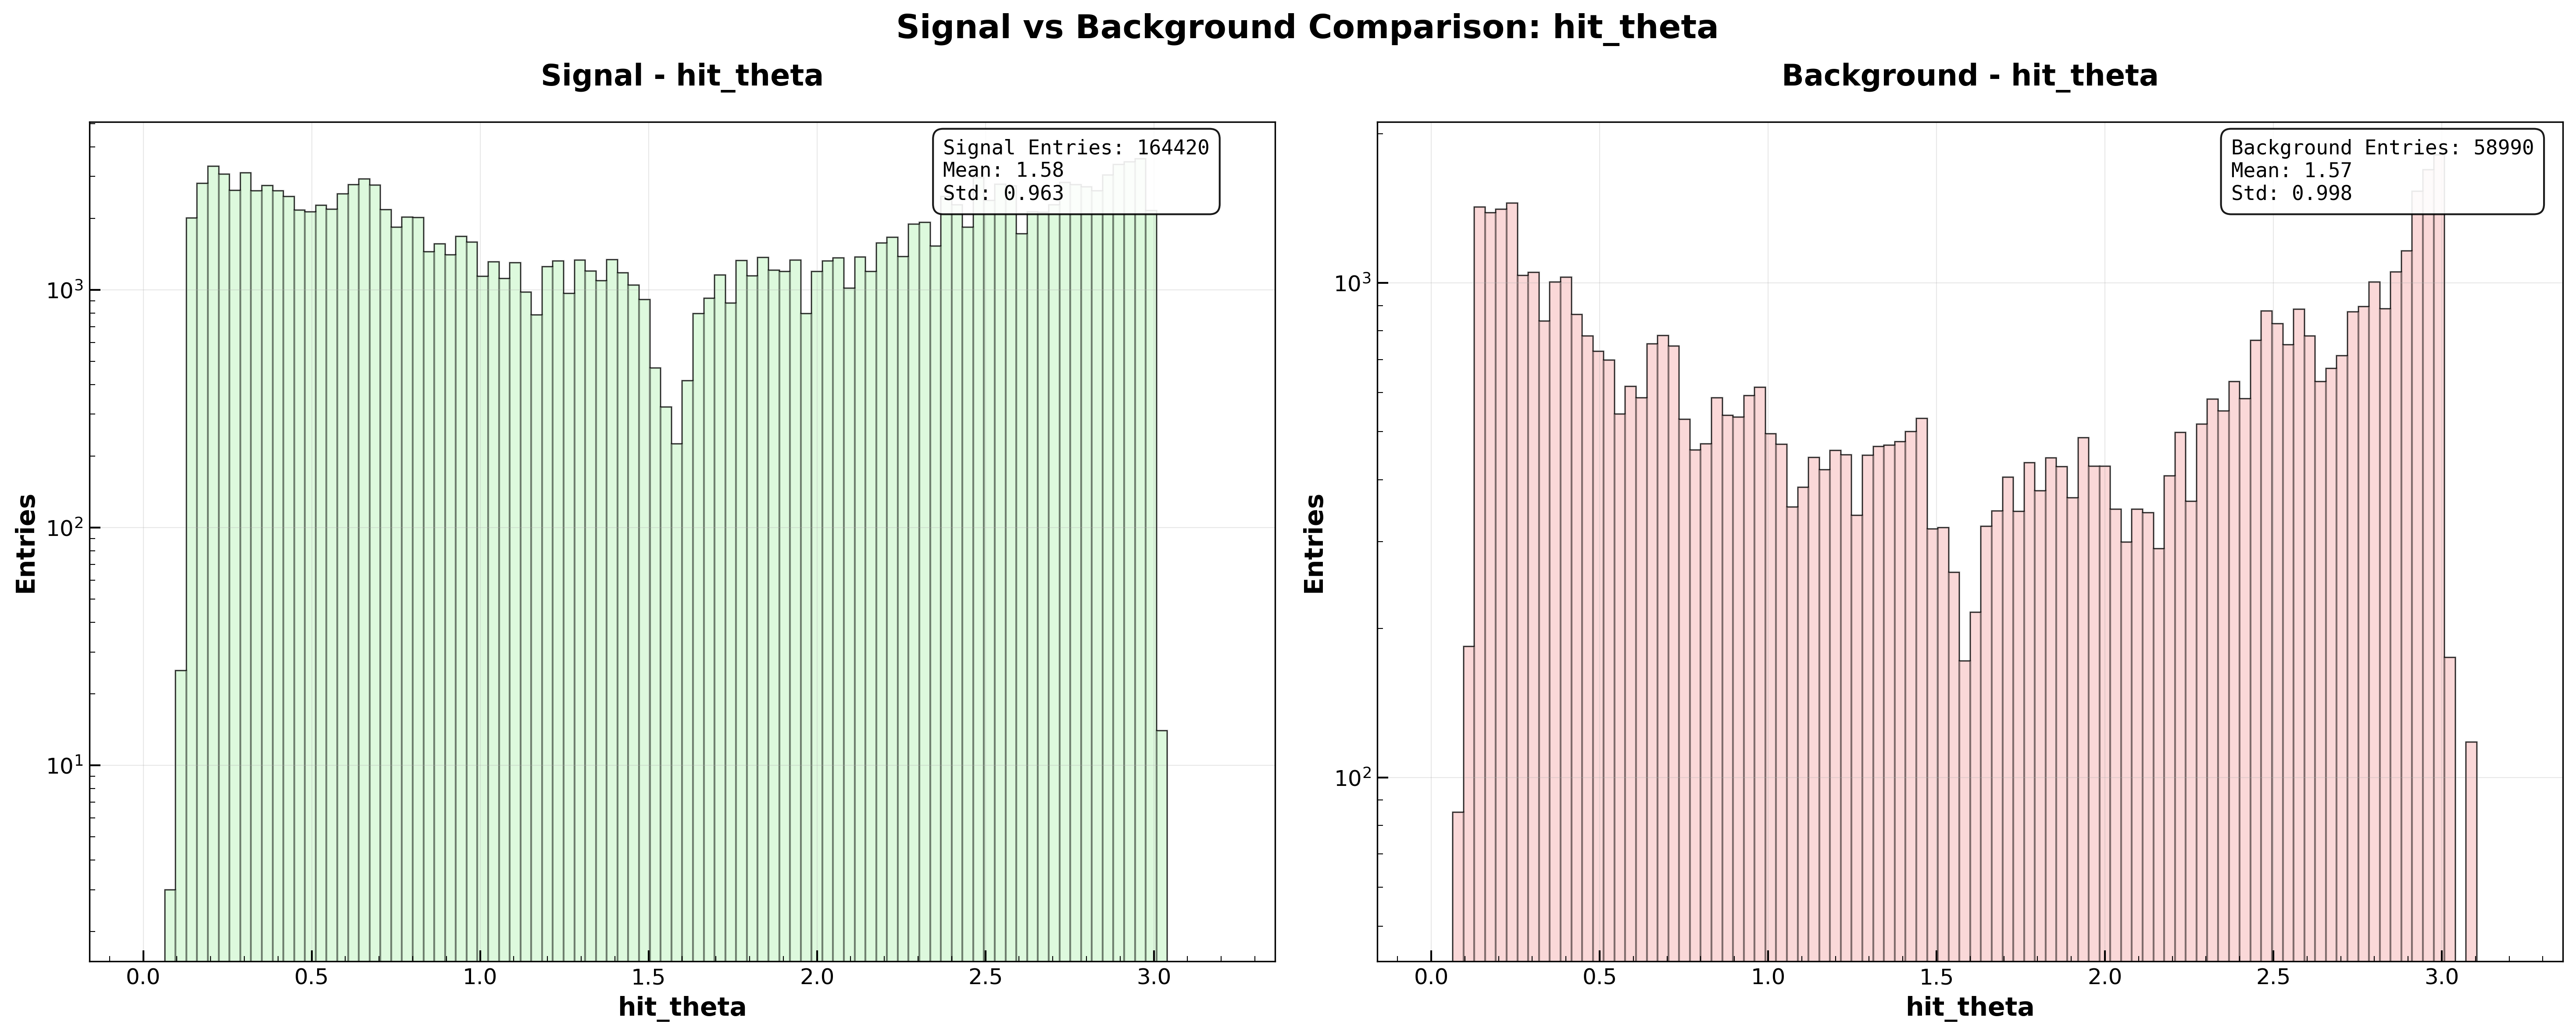 Signal vs Background Comparison: hit_theta
Signal - hit_theta
Signal Entries: 164420
Mean: 1.58
Std: 0.963
Entries
10³
10²
10¹
0.0 0.5 1.0 1.5 2.0 2.5 3.0
hit_theta
Background - hit_theta
Background Entries: 58990
Mean: 1.57
Std: 0.998
Entries
10³
10²
0.0 0.5 1.0 1.5 2.0 2.5 3.0
hit_theta